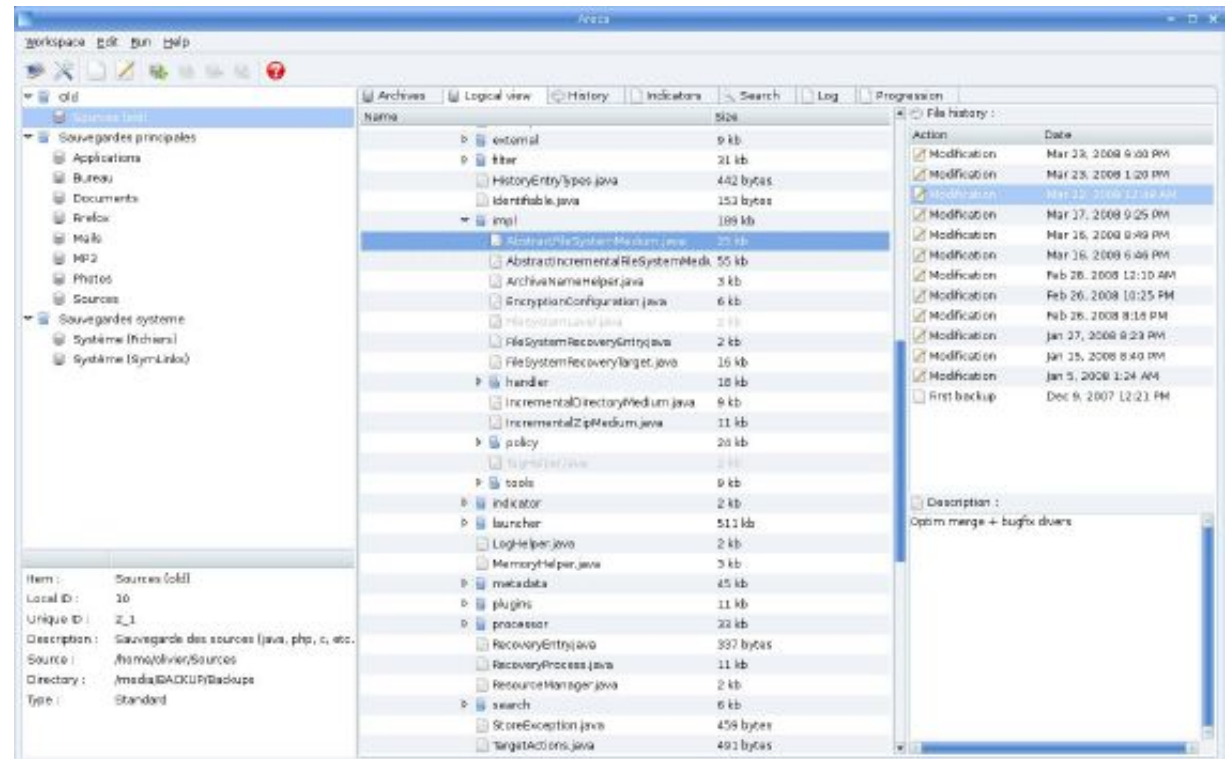 Areca
Workspace Edit Run Help
old
Sources (old)
Sauvegardes principales
Applications
Bureau
Documents
Firefox
Mails
MP3
Photos
Sources
Sauvegardes systeme
Système (fichiers)
Système (SymLinks)
Item : Sources (old)
Local ID : 10
Unique ID : Z_1
Description : Sauvegarde des sources (java, php, c, etc.
Source : /home/olivier/Sources
Directory : /media/BACKUP/Backups
Type : Standard
Archives Logical view History Indicators Search Log Progression
Name Size
external 9 kb
filter 21 kb
HistoryEntryTypes.java 442 bytes
Identifiable.java 153 bytes
impl 189 kb
AbstractFileSystemMedium.java 25 kb
AbstractIncrementalFileSystemMedi 55 kb
ArchiveNameHelper.java 3 kb
EncryptionConfiguration.java 6 kb
FileSystemRecoveryEntry.java 2 kb
FileSystemRecoveryTarget.java 16 kb
handler 18 kb
IncrementalDirectoryMedium.java 9 kb
IncrementalZipMedium.java 11 kb
policy
tools 9 kb
indicator 2 kb
launcher 511 kb
LogHelper.java 2 kb
MemoryHelper.java 3 kb
metadata 45 kb
plugins 11 kb
processor 33 kb
RecoveryEntry.java 397 bytes
RecoveryProcess.java 11 kb
ResourceManager.java 2 kb
search 6 kb
StoreException.java 459 bytes
TargetActions.java 491 bytes
File history :
Action Date
Modification Mar 23, 2008 9:40 PM
Modification Mar 23, 2008 1:20 PM
Modification Mar 22, 2008 12:48 AM
Modification Mar 17, 2008 9:25 PM
Modification Mar 16, 2008 8:49 PM
Modification Mar 16, 2008 6:46 PM
Modification Feb 28, 2008 12:10 AM
Modification Feb 26, 2008 10:25 PM
Modification Feb 26, 2008 8:16 PM
Modification Jan 27, 2008 8:23 PM
Modification Jan 15, 2008 8:40 PM
Modification Jan 5, 2008 1:24 AM
First backup Dec 9, 2007 12:21 PM
Description :
Optim merge + bugfix divers